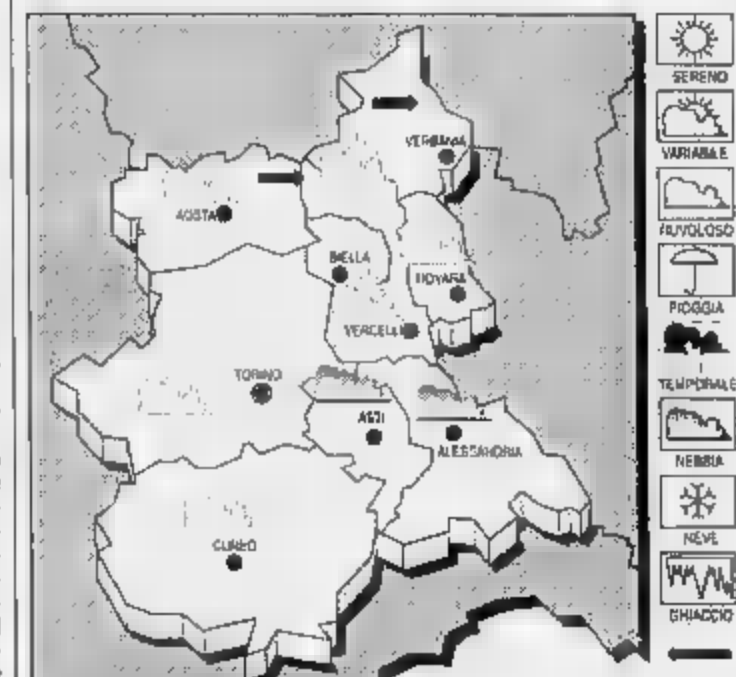 SERENO
VERBANIA
VARIABILE
AOSTA
NUVOLOSO
BIELLA
NOVARA
PIOGGIA
VERCELLI
TORINO
TEMPORALE
ASTI
ALESSANDRIA
NEBBIA
NEVE
CUNEO
GHIACCIO